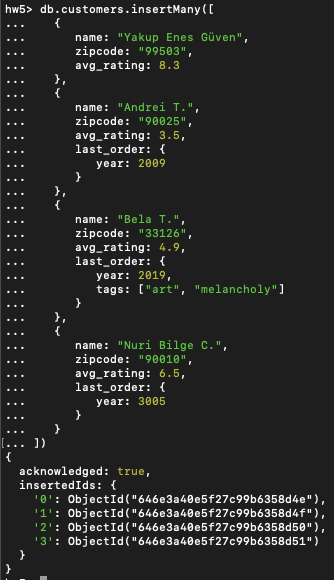 hw5> db.customers.insertMany([
...     {
...         name: "Yakup Enes Güven",
...         zipcode: "99503",
...         avg_rating: 8.3
...     },
...     {
...         name: "Andrei T.",
...         zipcode: "90025",
...         avg_rating: 3.5,
...         last_order: {
...             year: 2009
...         }
...     },
...     {
...         name: "Bela T.",
...         zipcode: "33126",
...         avg_rating: 4.9,
...         last_order: {
...             year: 2019,
...             tags: ["art", "melancholy"]
...         }
...     },
...     {
...         name: "Nuri Bilge C.",
...         zipcode: "90010",
...         avg_rating: 6.5,
...         last_order: {
...             year: 3005
...         }
...     }
[... ])
{
  acknowledged: true,
  insertedIds: {
    '0': ObjectId("646e3a40e5f27c99b6358d4e"),
    '1': ObjectId("646e3a40e5f27c99b6358d4f"),
    '2': ObjectId("646e3a40e5f27c99b6358d50"),
    '3': ObjectId("646e3a40e5f27c99b6358d51")
  }
}